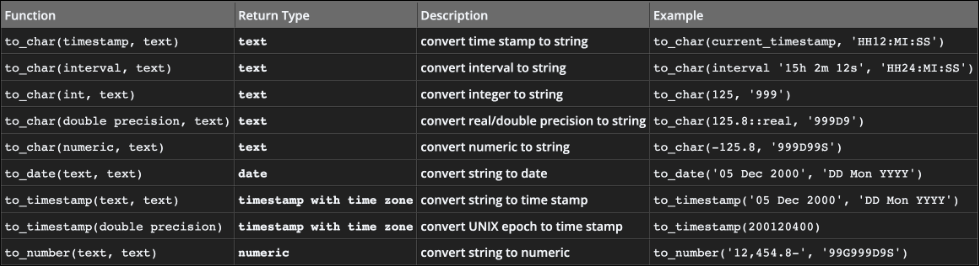 Function Return Type Description Example
to_char(timestamp, text) text convert time stamp to string to_char(current_timestamp, 'HH12:MI:SS')
to_char(interval, text) text convert interval to string to_char(interval '15h 2m 12s', 'HH24:MI:SS')
to_char(int, text) text convert integer to string to_char(125, '999')
to_char(double precision, text) text convert real/double precision to string to_char(125.8::real, '999D9')
to_char(numeric, text) text convert numeric to string to_char(-125.8, '999D99S')
to_date(text, text) date convert string to date to_date('05 Dec 2000', 'DD Mon YYYY')
to_timestamp(text, text) timestamp with time zone convert string to time stamp to_timestamp('05 Dec 2000', 'DD Mon YYYY')
to_timestamp(double precision) timestamp with time zone convert UNIX epoch to time stamp to_timestamp(200120400)
to_number(text, text) numeric convert string to numeric to_number('12,454.8-', '99G999D9S')